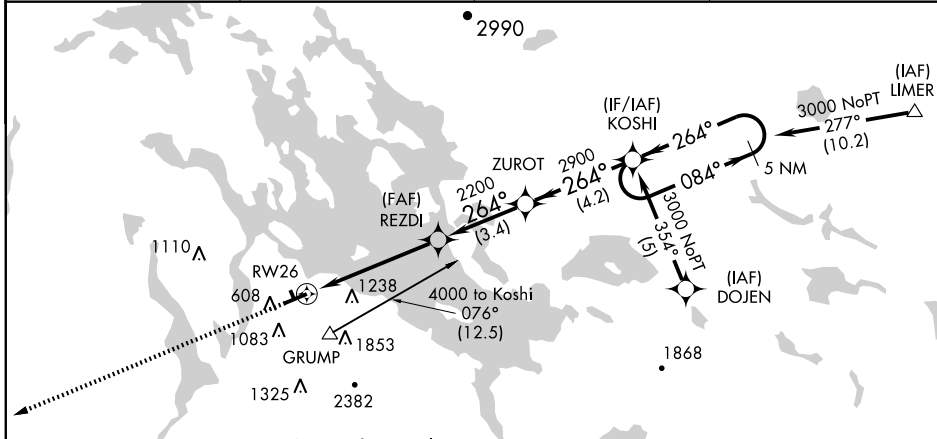 2990
(IAF)
LIMER
3000 NoPT
277°
(10.2)
(IF/IAF)
KOSHI
264°
084°
5 NM
ZUROT
2900
264°
(4.2)
2200
264°
(3.4)
(FAF)
REZDI
3000 NoPT
354°
(5)
(IAF)
DOJEN
1110
RW26
608
1238
4000 to Koshi
076°
(12.5)
1083
1853
GRUMP
1868
1325
2382